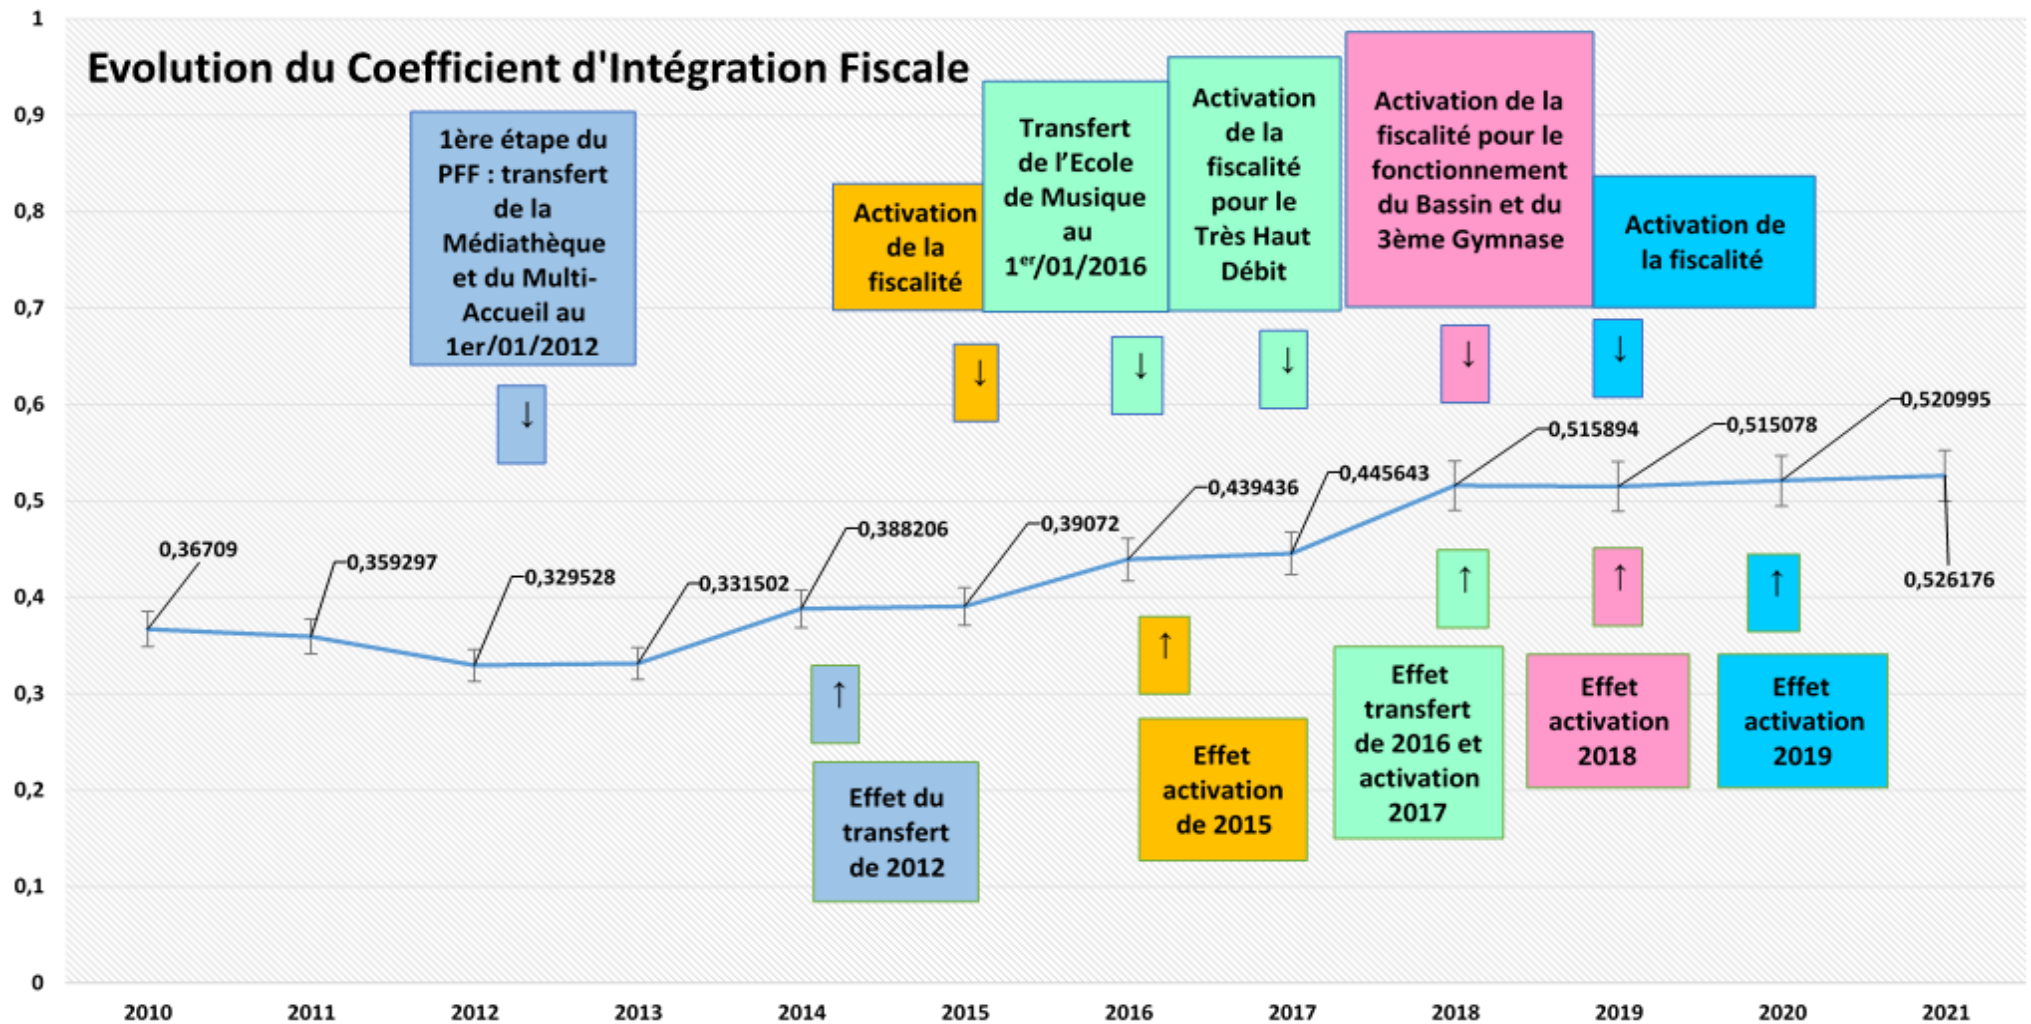 Evolution du Coefficient d'Intégration Fiscale
1
0,9
0,8
0,7
0,6
0,5
0,4
0,3
0,2
0,1
0
1ère étape du
PFF : transfert
de la
Médiathèque
et du Multi-
Accueil au
1er/01/2012
↓
Activation
de la
fiscalité
↓
Transfert
de l’Ecole
de Musique
au
1er/01/2016
↓
Activation
de la
fiscalité
pour le
Très Haut
Débit
↓
Activation de la
fiscalité pour le
fonctionnement
du Bassin et du
3ème Gymnase
↓
Activation de
la fiscalité
↓
0,36709
0,359297
0,329528
0,331502
0,388206
0,39072
0,439436
0,445643
0,515894
0,515078
0,520995
0,526176
↑
Effet du
transfert
de 2012
↑
Effet
activation
de 2015
↑
Effet
transfert
de 2016 et
activation
2017
↑
Effet
activation
2018
↑
Effet
activation
2019
2010 2011 2012 2013 2014 2015 2016 2017 2018 2019 2020 2021